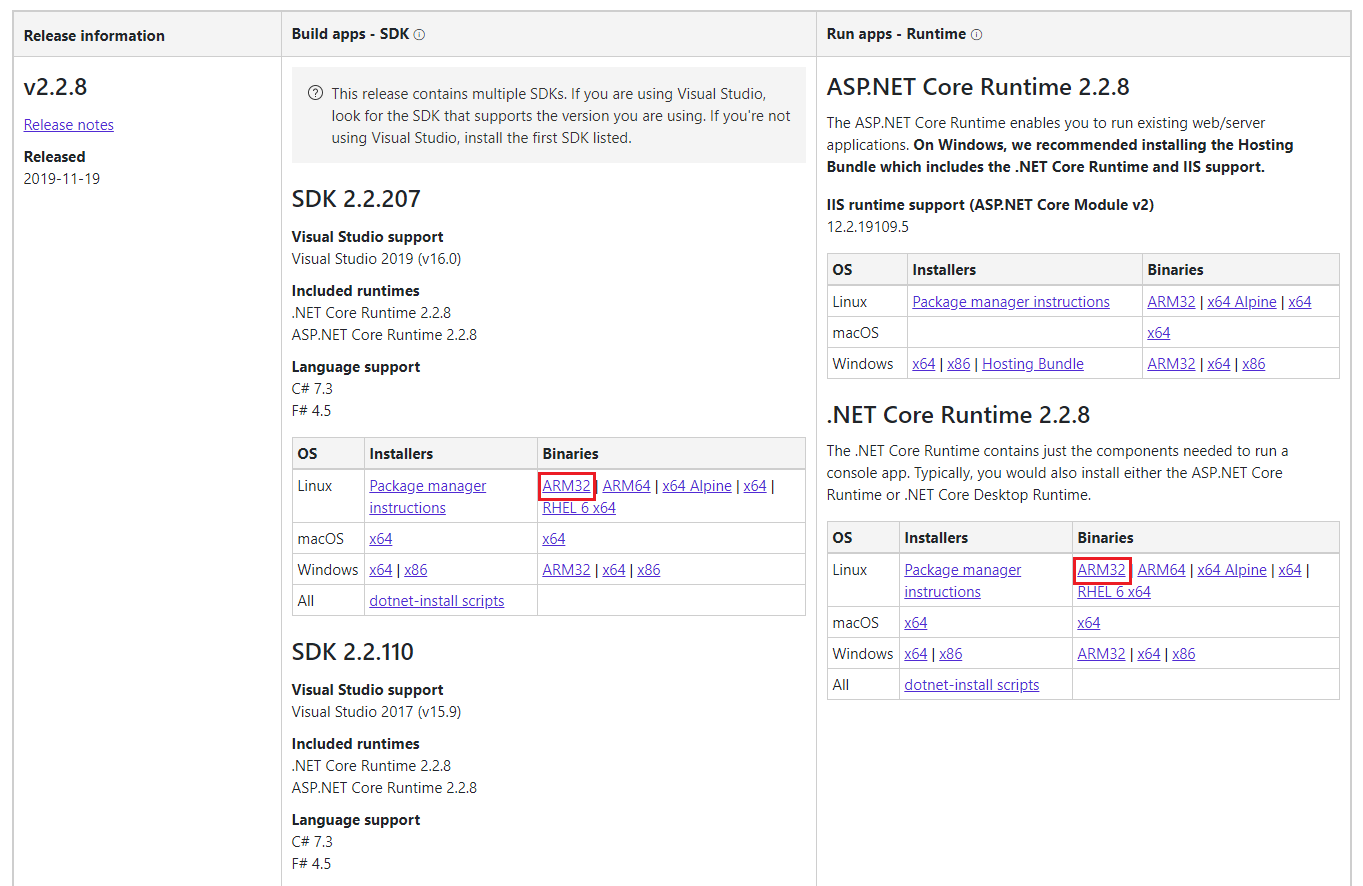 Release information
Build apps - SDK
Run apps - Runtime
v2.2.8
Release notes
Released
2019-11-19
This release contains multiple SDKs. If you are using Visual Studio,
look for the SDK that supports the version you are using. If you're not
using Visual Studio, install the first SDK listed.
SDK 2.2.207
Visual Studio support
Visual Studio 2019 (v16.0)
Included runtimes
.NET Core Runtime 2.2.8
ASP.NET Core Runtime 2.2.8
Language support
C# 7.3
F# 4.5
OS Installers Binaries
Linux Package manager ARM32 | ARM64 | x64 Alpine | x64 |
instructions RHEL 6 x64
macOS x64 x64
Windows x64 | x86 ARM32 | x64 | x86
All dotnet-install scripts
SDK 2.2.110
Visual Studio support
Visual Studio 2017 (v15.9)
Included runtimes
.NET Core Runtime 2.2.8
ASP.NET Core Runtime 2.2.8
Language support
C# 7.3
F# 4.5
ASP.NET Core Runtime 2.2.8
The ASP.NET Core Runtime enables you to run existing web/server
applications. On Windows, we recommended installing the Hosting
Bundle which includes the .NET Core Runtime and IIS support.
IIS runtime support (ASP.NET Core Module v2)
12.2.19109.5
OS Installers Binaries
Linux Package manager instructions ARM32 | x64 Alpine | x64
macOS x64
Windows x64 | x86 | Hosting Bundle ARM32 | x64 | x86
.NET Core Runtime 2.2.8
The .NET Core Runtime contains just the components needed to run a
console app. Typically, you would also install either the ASP.NET Core
Runtime or .NET Core Desktop Runtime.
OS Installers Binaries
Linux Package manager ARM32 | ARM64 | x64 Alpine | x64 |
instructions RHEL 6 x64
macOS x64 x64
Windows x64 | x86 ARM32 | x64 | x86
All dotnet-install scripts